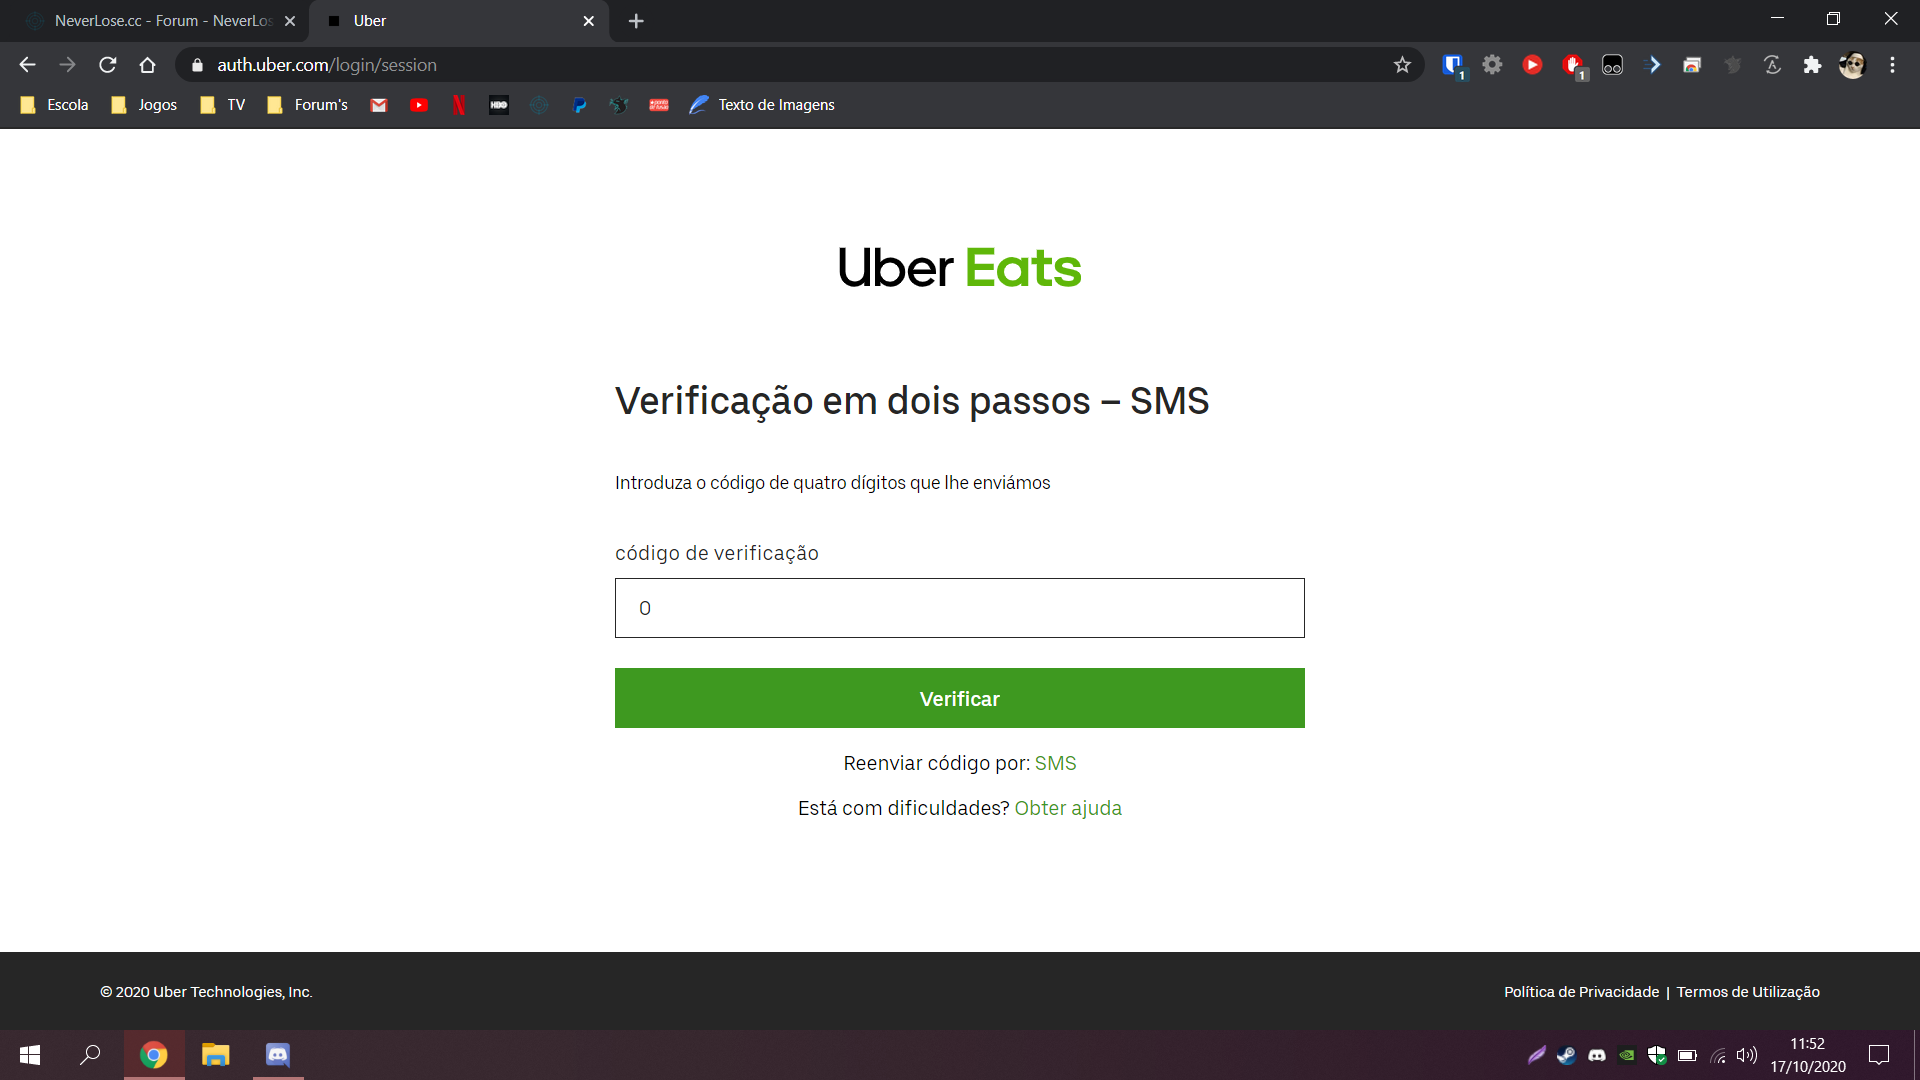 NeverLose.cc - Forum - NeverLos
Uber
auth.uber.com/login/session
1
1
Escola
Jogos
TV
Forum's
HBO
Texto de Imagens
Uber Eats
Verificação em dois passos – SMS
Introduza o código de quatro dígitos que lhe enviámos
código de verificação
0
Verificar
Reenviar código por: SMS
Está com dificuldades? Obter ajuda
© 2020 Uber Technologies, Inc.
Política de Privacidade | Termos de Utilização
11:52
17/10/2020